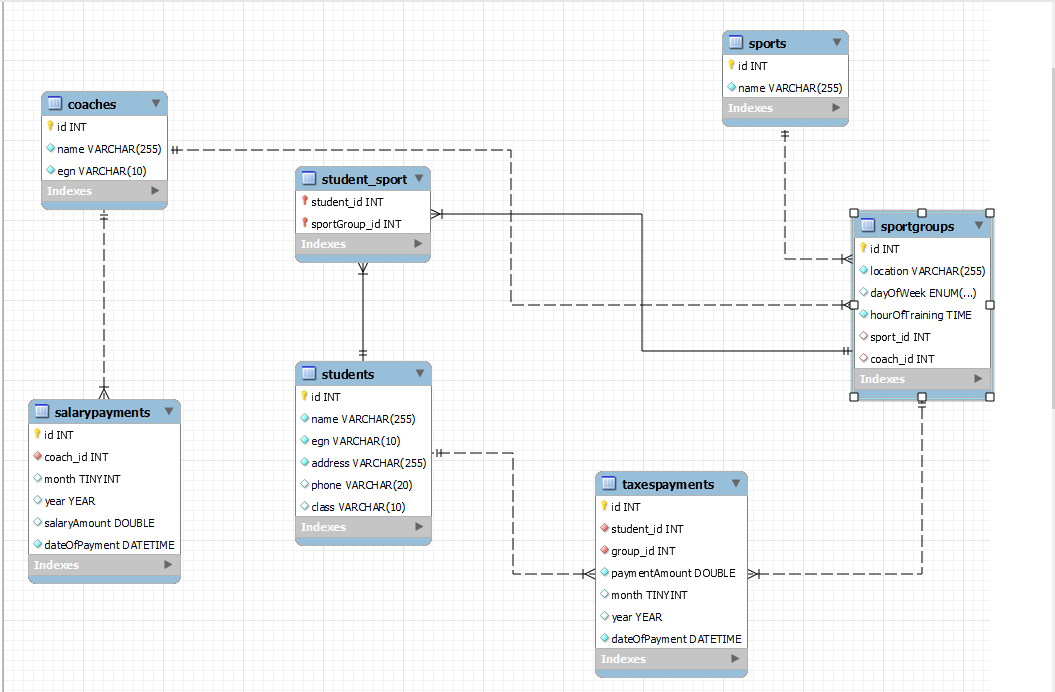 sports
id INT
name VARCHAR(255)
Indexes
coaches
id INT
name VARCHAR(255)
egn VARCHAR(10)
Indexes
student_sport
student_id INT
sportGroup_id INT
Indexes
sportgroups
id INT
location VARCHAR(255)
dayOfWeek ENUM(...)
hourOfTraining TIME
sport_id INT
coach_id INT
Indexes
students
id INT
name VARCHAR(255)
egn VARCHAR(10)
address VARCHAR(255)
phone VARCHAR(20)
class VARCHAR(10)
Indexes
salarypayments
id INT
coach_id INT
month TINYINT
year YEAR
salaryAmount DOUBLE
dateOfPayment DATETIME
Indexes
taxespayments
id INT
student_id INT
group_id INT
paymentAmount DOUBLE
month TINYINT
year YEAR
dateOfPayment DATETIME
Indexes